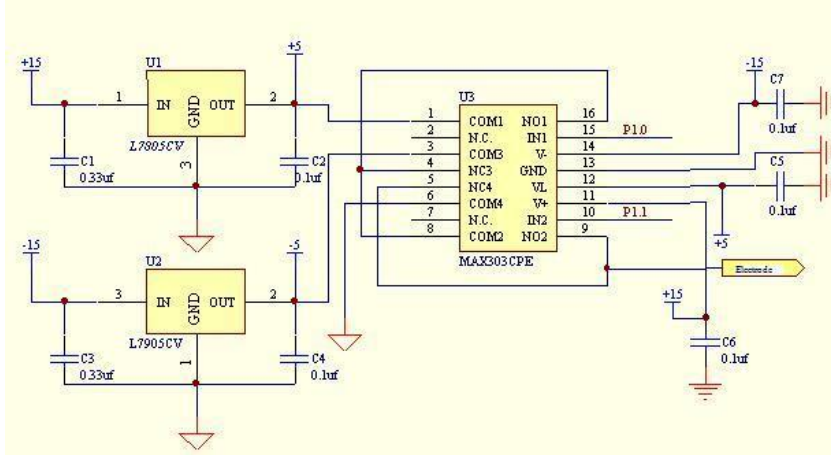 +15
U1
+5
1 IN GND OUT 2
L7805CV
3
C1
0.33uf
C2
0.1uf
-15
U2
-5
3 IN GND OUT 2
L7905CV
1
C3
0.33uf
C4
0.1uf
U3
1 COM1 NO1 16
2 N.C. IN1 15 P1.0
3 COM3 V- 14
4 NC3 GND 13
5 NC4 VL 12
6 COM4 V+ 11
7 N.C. IN2 10 P1.1
8 COM2 NO2 9
MAX303CPE
-15
C7
0.1uf
C5
0.1uf
+5
Electrode
+15
C6
0.1uf